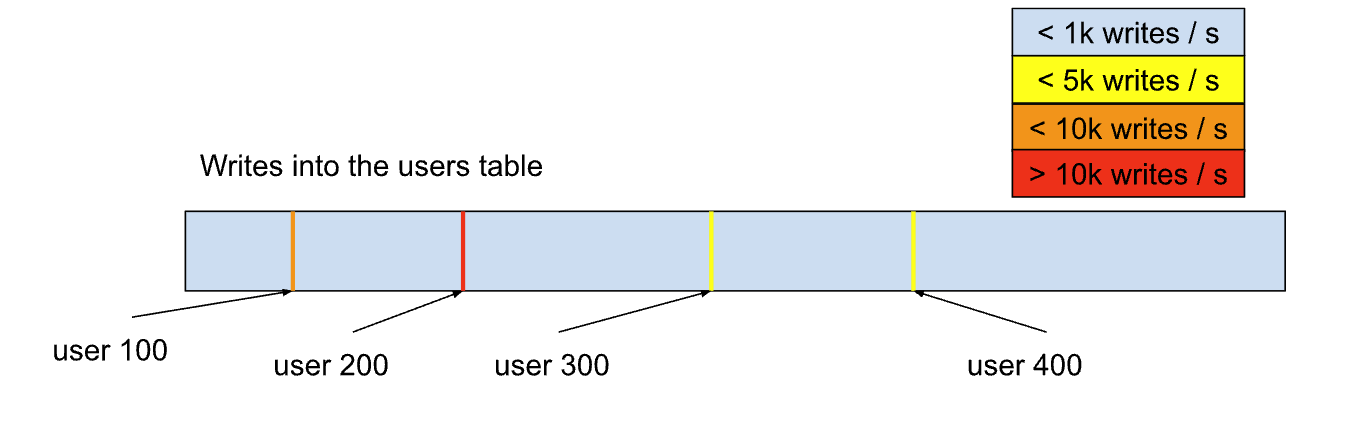 < 1k writes / s
< 5k writes / s
< 10k writes / s
> 10k writes / s
Writes into the users table
user 100
user 200
user 300
user 400